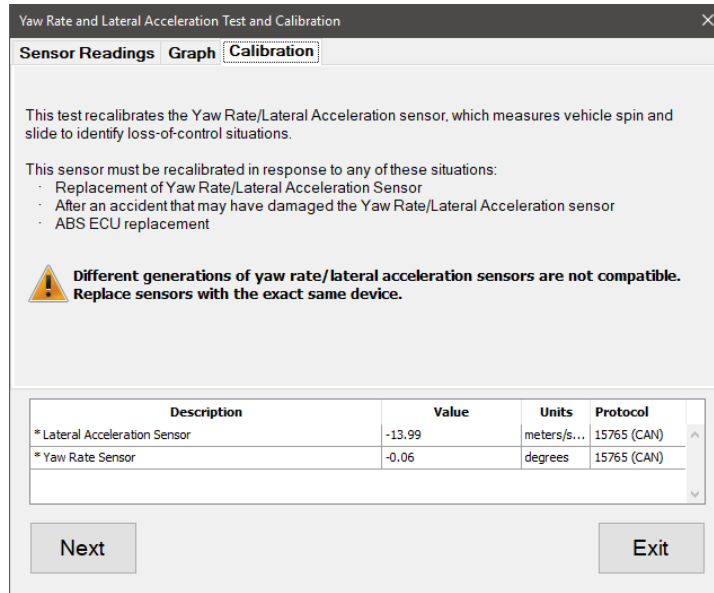 Yaw Rate and Lateral Acceleration Test and Calibration
Sensor Readings Graph Calibration
This test recalibrates the Yaw Rate/Lateral Acceleration sensor, which measures vehicle spin and
slide to identify loss-of-control situations.
This sensor must be recalibrated in response to any of these situations:
· Replacement of Yaw Rate/Lateral Acceleration Sensor
· After an accident that may have damaged the Yaw Rate/Lateral Acceleration sensor
· ABS ECU replacement
Different generations of yaw rate/lateral acceleration sensors are not compatible.
Replace sensors with the exact same device.
Description Value Units Protocol
* Lateral Acceleration Sensor -13.99 meters/s... 15765 (CAN)
* Yaw Rate Sensor -0.06 degrees 15765 (CAN)
Next Exit